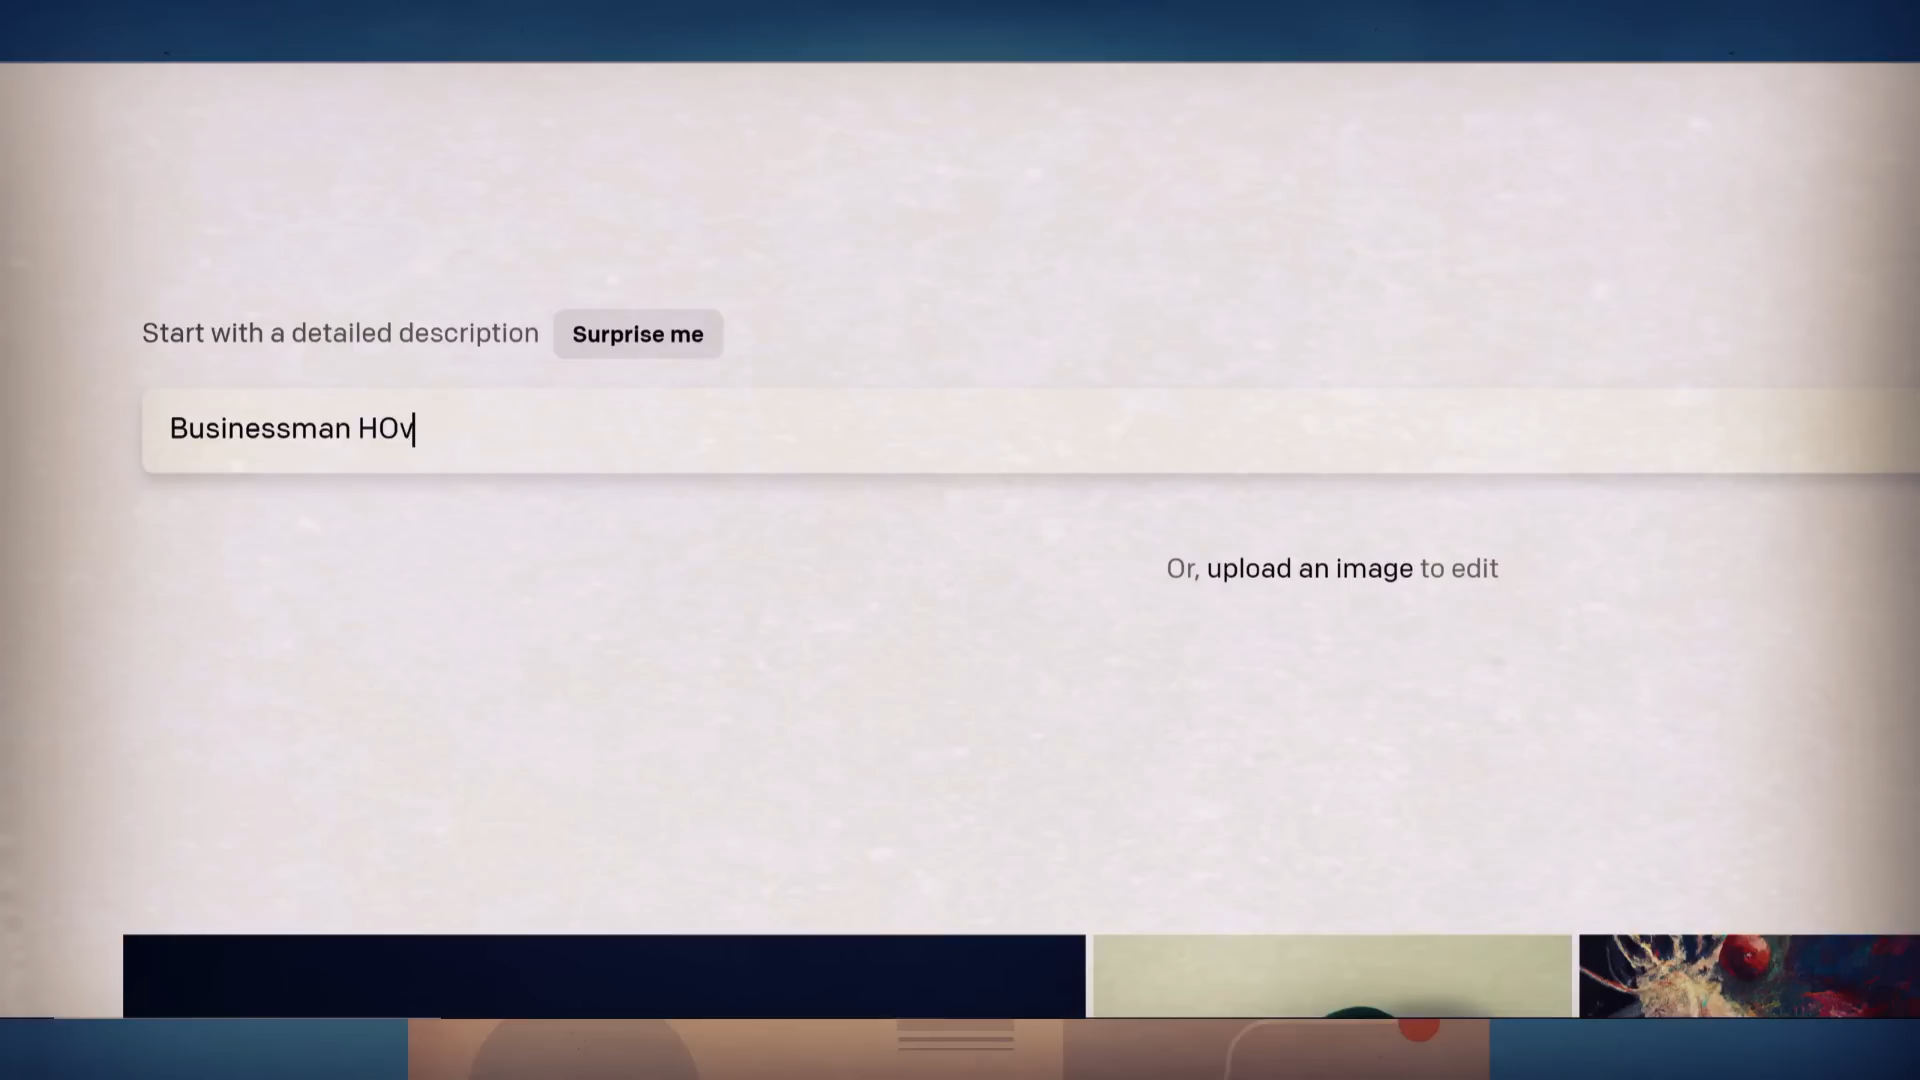 Start with a detailed description
Surprise me
Businessman HOv
Or, upload an image to edit